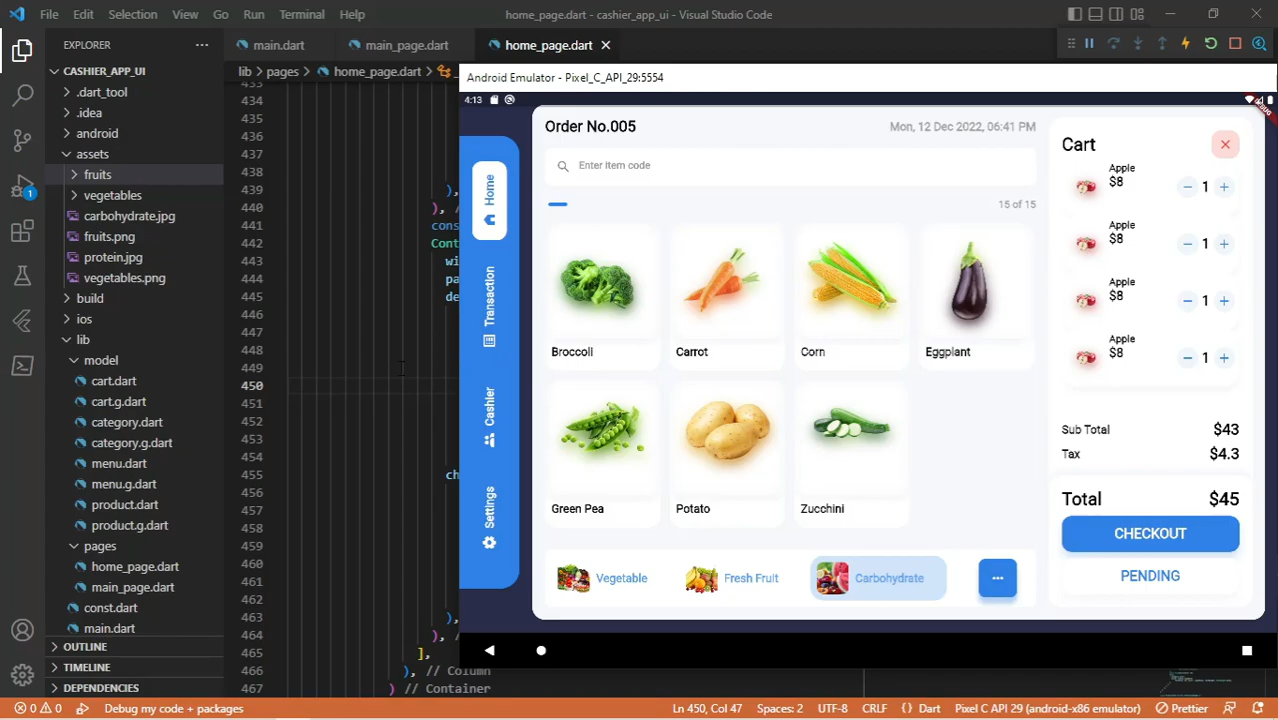 File Edit Selection View Go Run Terminal Help
home_page.dart - cashier_app_ui - Visual Studio Code
EXPLORER
main.dart
main_page.dart
home_page.dart
CASHIER_APP_UI
lib > pages > home_page.dart >
.dart_tool
.idea
android
assets
fruits
vegetables
carbohydrate.jpg
fruits.png
protein.jpg
vegetables.png
build
ios
lib
model
cart.dart
cart.g.dart
category.dart
category.g.dart
menu.dart
menu.g.dart
product.dart
product.g.dart
pages
home_page.dart
main_page.dart
const.dart
main.dart
OUTLINE
TIMELINE
DEPENDENCIES
433
434
435
436
437
438
439 ),
440 ), /
441 cons
442 Cont
443 wi
444 pa
445 de
446
447
448
449
450
451
452
453
454
455 ch
456
457
458
459
460
461
462
463 ),
464 ), /
465 ],
466 ), // Column
467 ) // Container
Android Emulator - Pixel_C_API_29:5554
4:13
Home
Transaction
Cashier
Settings
Order No.005
Mon, 12 Dec 2022, 06:41 PM
Enter item code
15 of 15
Broccoli
Carrot
Corn
Eggplant
Green Pea
Potato
Zucchini
Vegetable
Fresh Fruit
Carbohydrate
Cart
Apple
$8
1
Apple
$8
1
Apple
$8
1
Apple
$8
1
Sub Total $43
Tax $4.3
Total $45
CHECKOUT
PENDING
1
0 0 Debug my code + packages
Ln 450, Col 47 Spaces: 2 UTF-8 CRLF {} Dart Pixel C API 29 (android-x86 emulator) Prettier